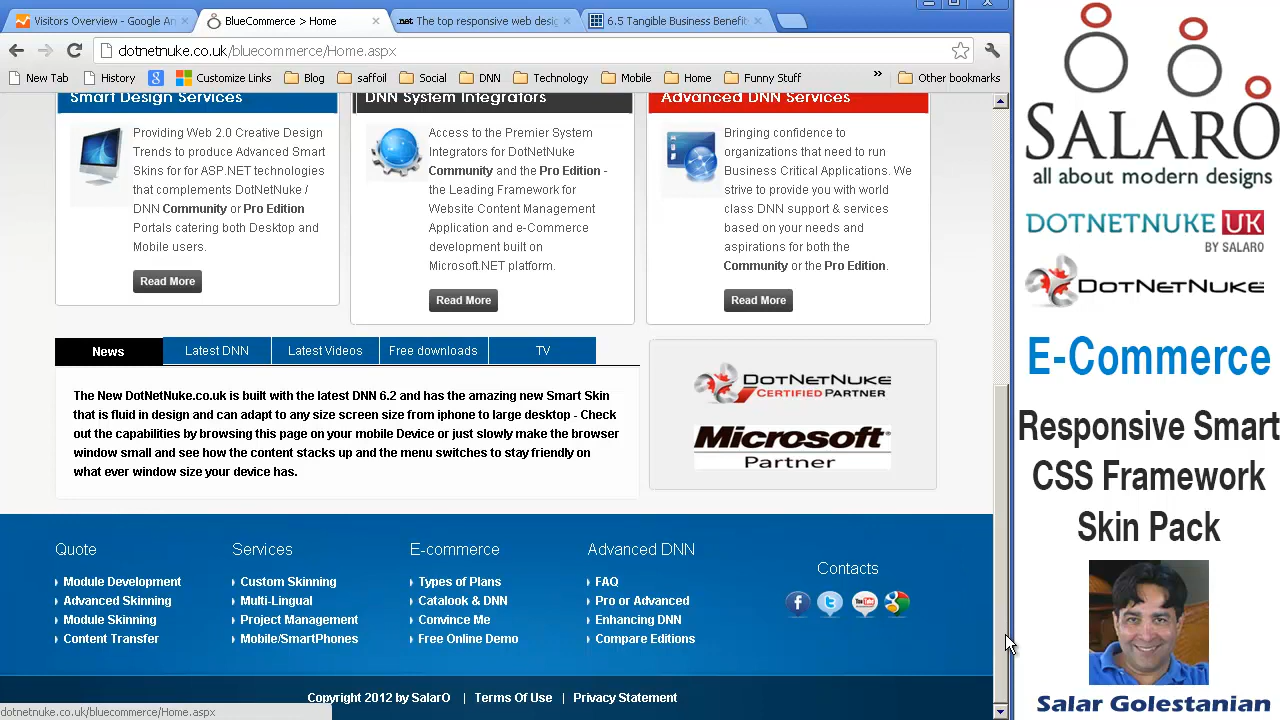 Visitors Overview - Google An
BlueCommerce > Home
.net The top responsive web desig
6.5 Tangible Business Benefit
dotnetnuke.co.uk/bluecommerce/Home.aspx
New Tab
History
Customize Links
Blog
saffoil
Social
DNN
Technology
Mobile
Home
Funny Stuff
»
Other bookmarks
Smart Design Services
DNN System Integrators
Advanced DNN Services
Providing Web 2.0 Creative Design
Trends to produce Advanced Smart
Skins for for ASP.NET technologies
that complements DotNetNuke /
DNN Community or Pro Edition
Portals catering both Desktop and
Mobile users.
Read More
Access to the Premier System
Integrators for DotNetNuke
Community and the Pro Edition -
the Leading Framework for
Website Content Management
Application and eCommerce
development built on
Microsoft.NET platform.
Read More
Bringing confidence to
organizations that need to run
Business Critical Applications. We
strive to provide you with world
class DNN support & services
based on your needs and
aspirations for both the
Community or the Pro Edition.
Read More
News
Latest DNN
Latest Videos
Free downloads
TV
The New DotNetNuke.co.uk is built with the latest DNN 6.2 and has the amazing new Smart Skin
that is fluid in design and can adapt to any size screen size from iphone to large desktop - Check
out the capabilities by browsing this page on your mobile Device or just slowly make the browser
window small and see how the content stacks up and the menu switches to stay friendly on
what ever window size your device has.
DOTNETNUKE
CERTIFIED PARTNER
Microsoft
Partner
Quote
Module Development
Advanced Skinning
Module Skinning
Content Transfer
Services
Custom Skinning
Multi-Lingual
Project Management
Mobile/SmartPhones
E-commerce
Types of Plans
Catalook & DNN
Convince Me
Free Online Demo
Advanced DNN
FAQ
Pro or Advanced
Enhancing DNN
Compare Editions
Contacts
Copyright 2012 by SalarO | Terms Of Use | Privacy Statement
dotnetnuke.co.uk/bluecommerce/Home.aspx
SALARO
all about modern designs
DOTNETNUKE UK
BY SALARO
DOTNETNUKE
E-Commerce
Responsive Smart
CSS Framework
Skin Pack
Salar Golestanian